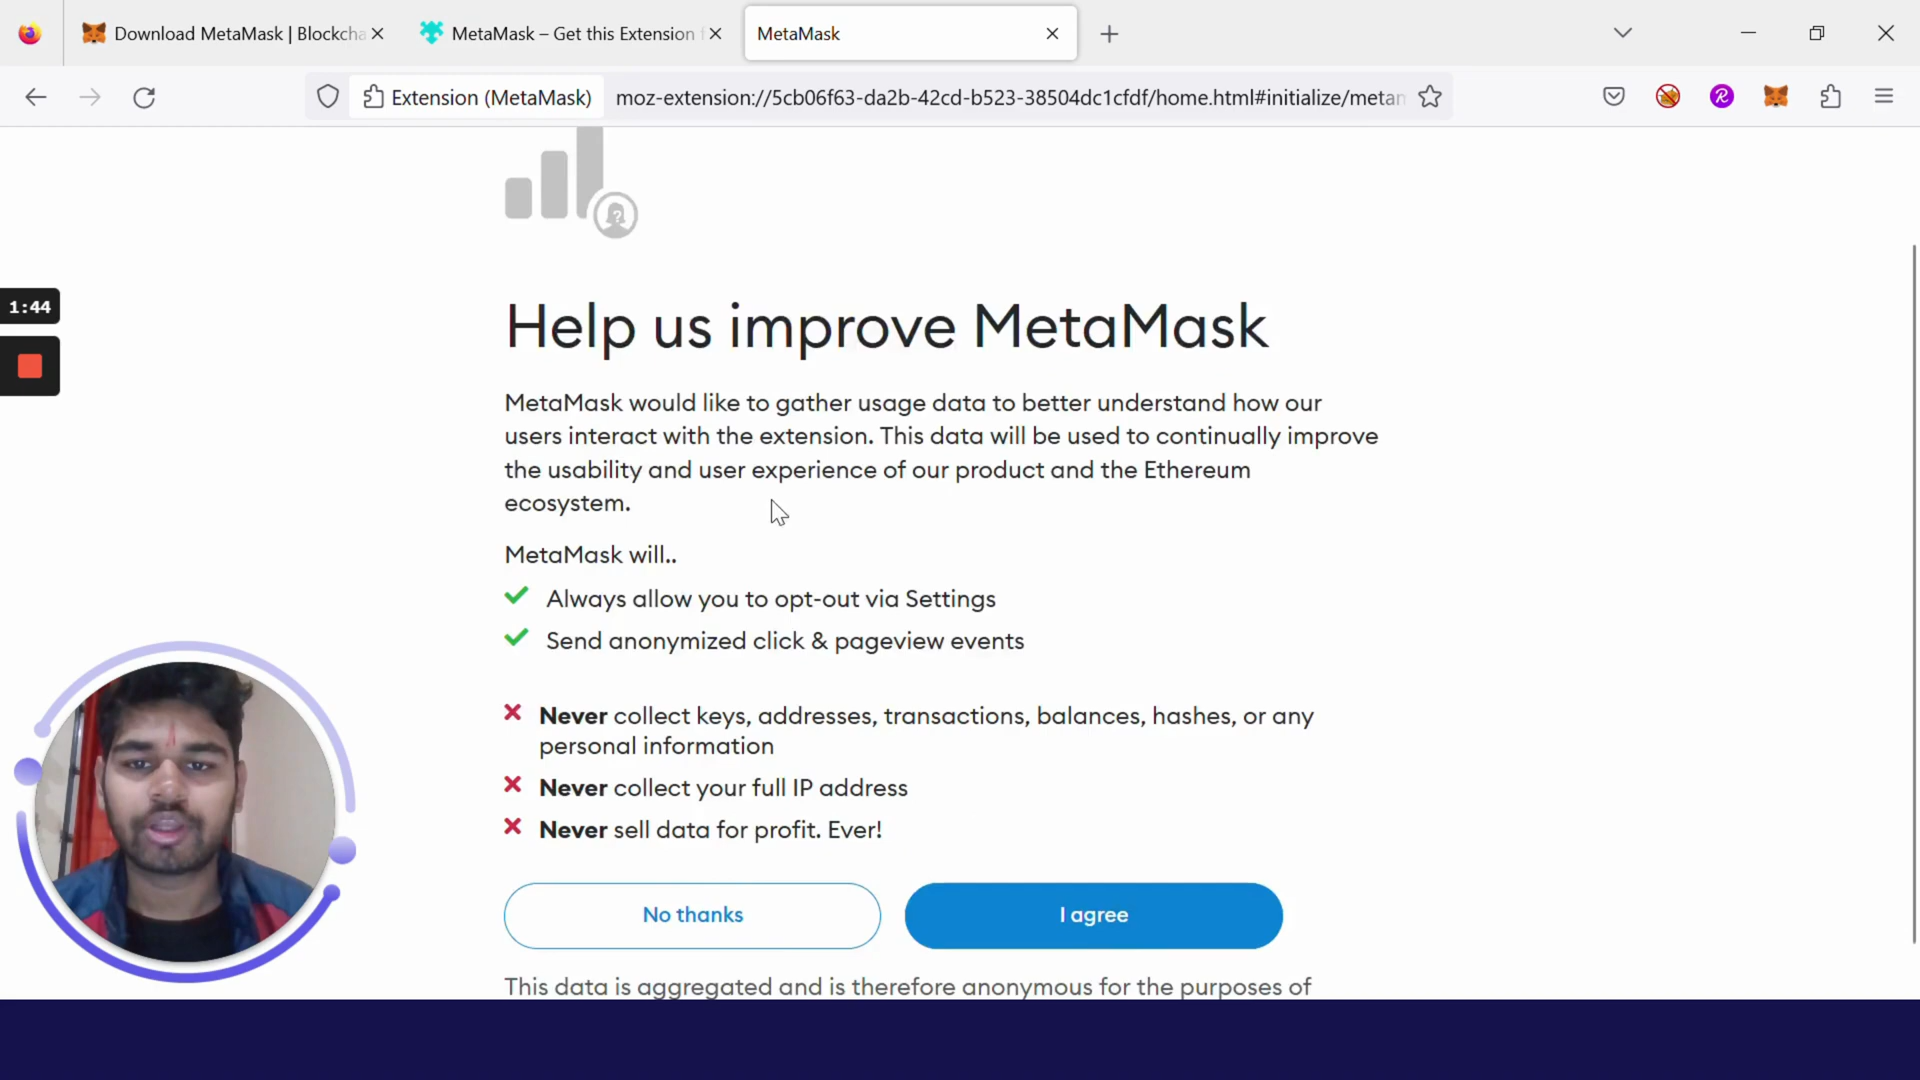 Download MetaMask | Blockcha
MetaMask – Get this Extension f
MetaMask
Extension (MetaMask)
moz-extension://5cb06f63-da2b-42cd-b523-38504dc1cfdf/home.html#initialize/metam
R
?
1:44
Help us improve MetaMask
MetaMask would like to gather usage data to better understand how our
users interact with the extension. This data will be used to continually improve
the usability and user experience of our product and the Ethereum
ecosystem.
MetaMask will..
Always allow you to opt-out via Settings
Send anonymized click & pageview events
Never collect keys, addresses, transactions, balances, hashes, or any
personal information
Never collect your full IP address
Never sell data for profit. Ever!
No thanks
I agree
This data is aggregated and is therefore anonymous for the purposes of